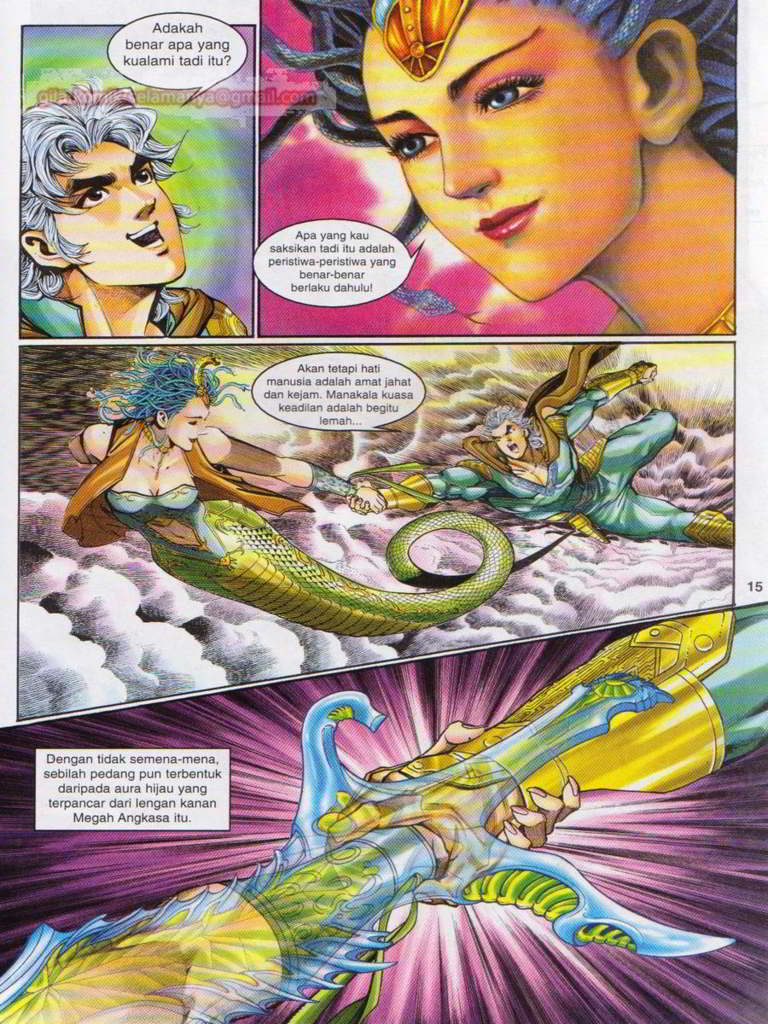 Adakah
benar apa yang
kualami tadi itu?
Apa yang kau
saksikan tadi itu adalah
peristiwa-peristiwa yang
benar-benar
berlaku dahulu!
Akan tetapi hati
manusia adalah amat jahat
dan kejam. Manakala kuasa
keadilan adalah begitu
lemah...
15
Dengan tidak semena-mena,
sebilah pedang pun terbentuk
daripada aura hijau yang
terpancar dari lengan kanan
Megah Angkasa itu.